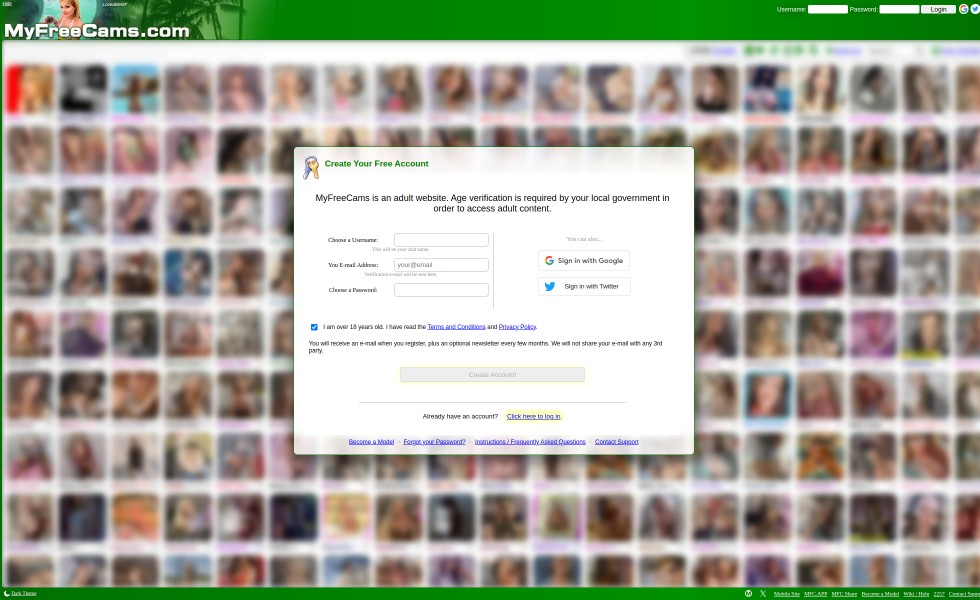 LoveableHDP
Username: Password: Login
MyFreeCams.com
Create Your Free Account
MyFreeCams is an adult website. Age verification is required by your local government in
order to access adult content.
Choose a Username:
This will be your chat name.
You E-mail Address: your@email
Verification e-mail will be sent here.
Choose a Password:
You can also...
Sign in with Google
Sign in with Twitter
I am over 18 years old. I have read the Terms and Conditions and Privacy Policy.
You will receive an e-mail when you register, plus an optional newsletter every few months. We will not share your e-mail with any 3rd
party.
Create Account!
Already have an account? Click here to log in.
Become a Model - Forgot your Password? - Instructions / Frequently Asked Questions - Contact Support
Dark Theme
Mobile Site MFC.APP MFC Share Become a Model Wiki / Help 2257 Contact